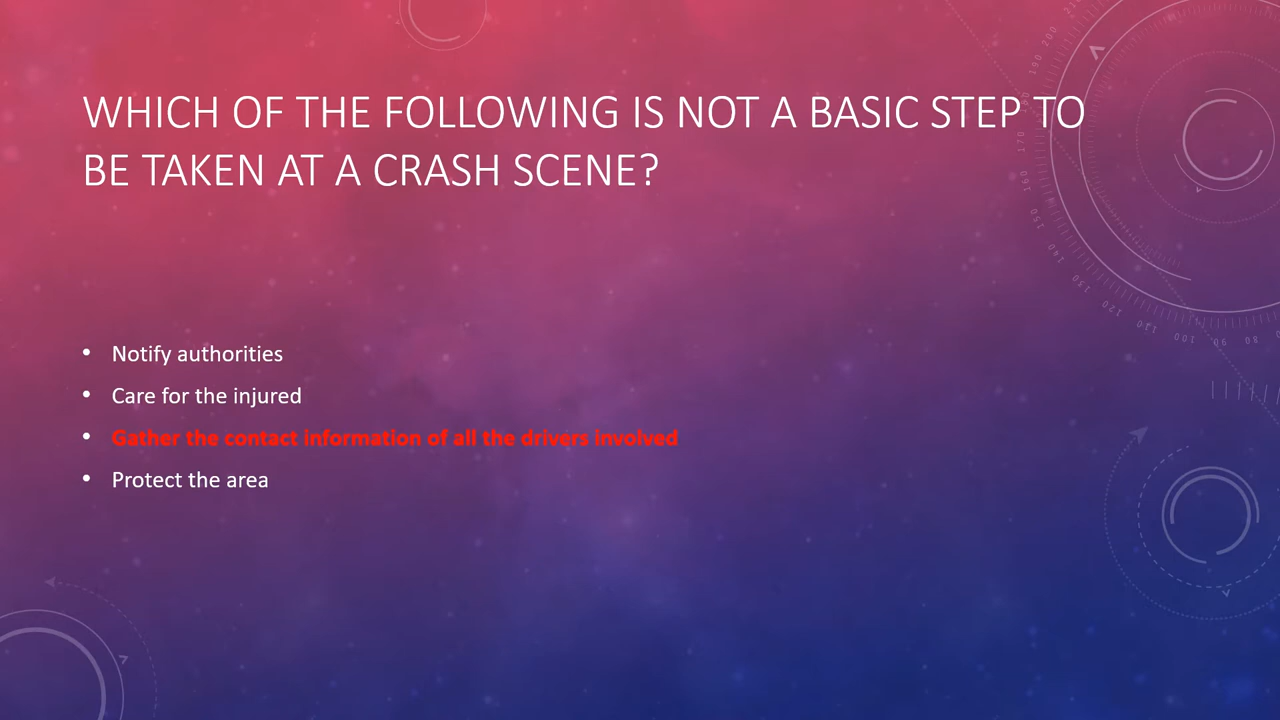 WHICH OF THE FOLLOWING IS NOT A BASIC STEP TO
BE TAKEN AT A CRASH SCENE?
• Notify authorities
• Care for the injured
• Gather the contact information of all the drivers involved
• Protect the area